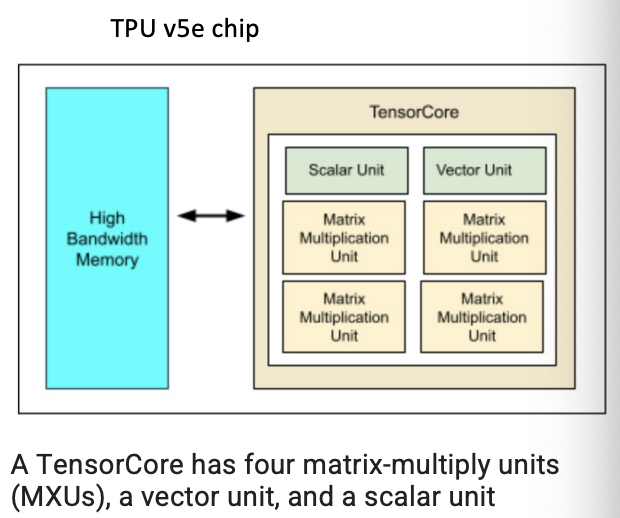 TPU v5e chip
TensorCore
High
Bandwidth
Memory
Scalar Unit
Vector Unit
Matrix
Multiplication
Unit
Matrix
Multiplication
Unit
Matrix
Multiplication
Unit
Matrix
Multiplication
Unit
A TensorCore has four matrix-multiply units
(MXUs), a vector unit, and a scalar unit